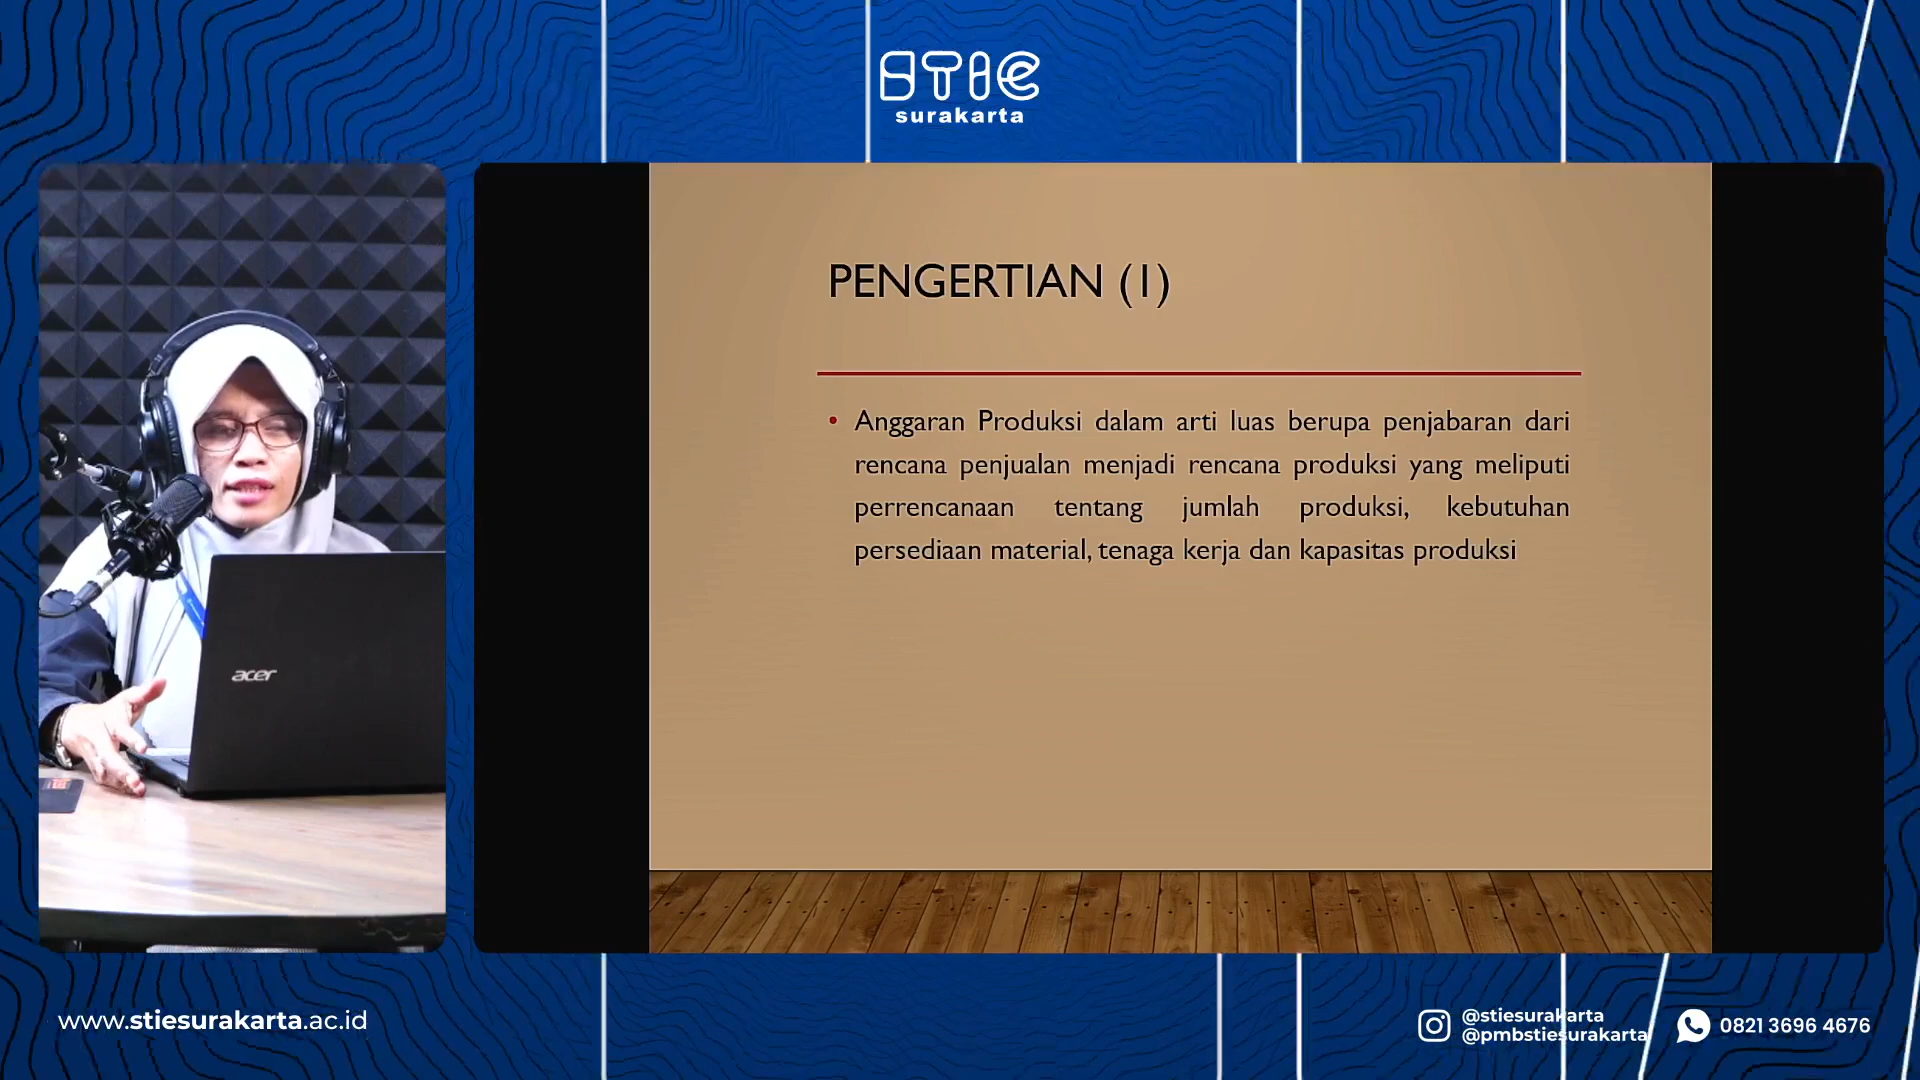 STIE
surakarta
PENGERTIAN (1)
• Anggaran Produksi dalam arti luas berupa penjabaran dari
rencana penjualan menjadi rencana produksi yang meliputi
perrencanaan tentang jumlah produksi, kebutuhan
persediaan material, tenaga kerja dan kapasitas produksi
acer
www.stiesurakarta.ac.id
@stiesurakarta
@pmbstiesurakarta
0821 3696 4676